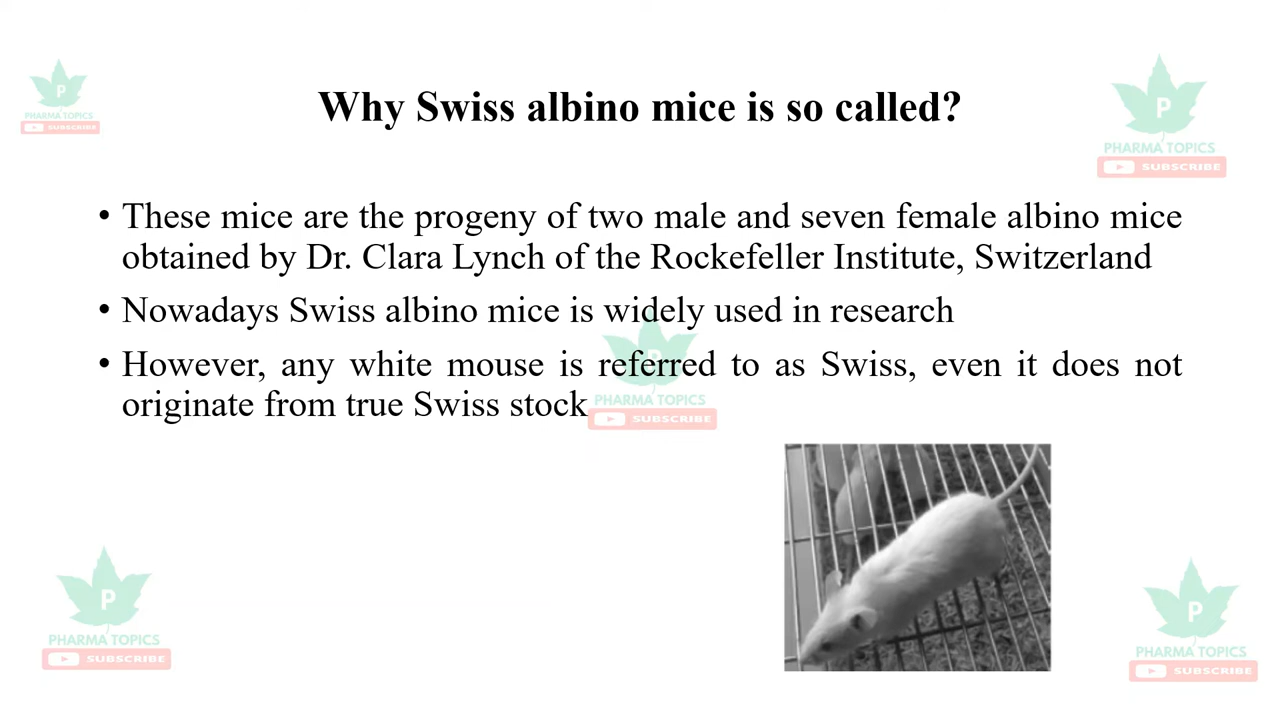 P
PHARMA TOPICS
SUBSCRIBE
P
PHARMA TOPICS
SUBSCRIBE
Why Swiss albino mice is so called?
• These mice are the progeny of two male and seven female albino mice
obtained by Dr. Clara Lynch of the Rockefeller Institute, Switzerland
• Nowadays Swiss albino mice is widely used in research
• However, any white mouse is referred to as Swiss, even it does not
originate from true Swiss stock
P
PHARMA TOPICS
SUBSCRIBE
P
PHARMA TOPICS
SUBSCRIBE
P
PHARMA TOPICS
SUBSCRIBE